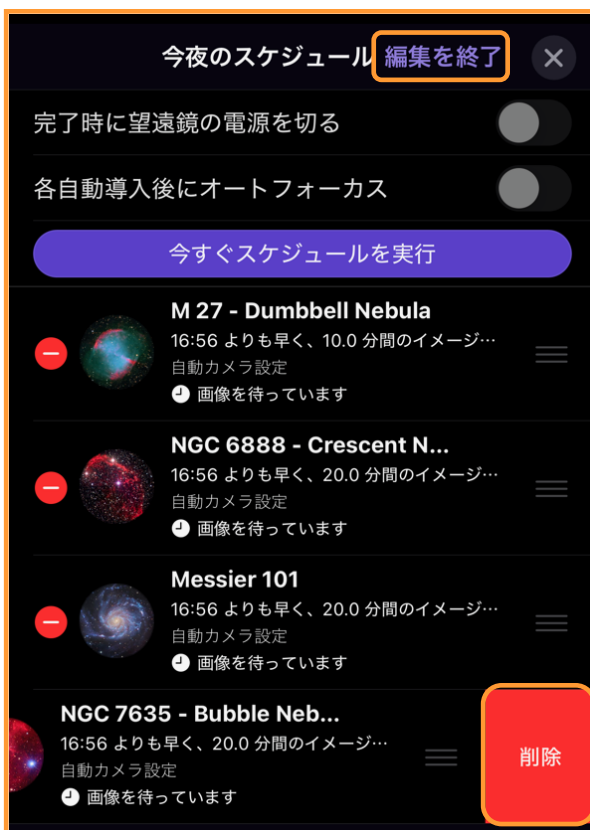 今夜のスケジュール 編集を終了
完了時に望遠鏡の電源を切る
各自動導入後にオートフォーカス
今すぐスケジュールを実行
M 27 - Dumbbell Nebula
16:56 よりも早く、10.0 分間のイメージ…
自動カメラ設定
画像を待っています
NGC 6888 - Crescent N...
16:56 よりも早く、20.0 分間のイメージ…
自動カメラ設定
画像を待っています
Messier 101
16:56 よりも早く、20.0 分間のイメージ…
自動カメラ設定
画像を待っています
NGC 7635 - Bubble Neb...
16:56 よりも早く、20.0 分間のイメージ…
自動カメラ設定
画像を待っています
削除